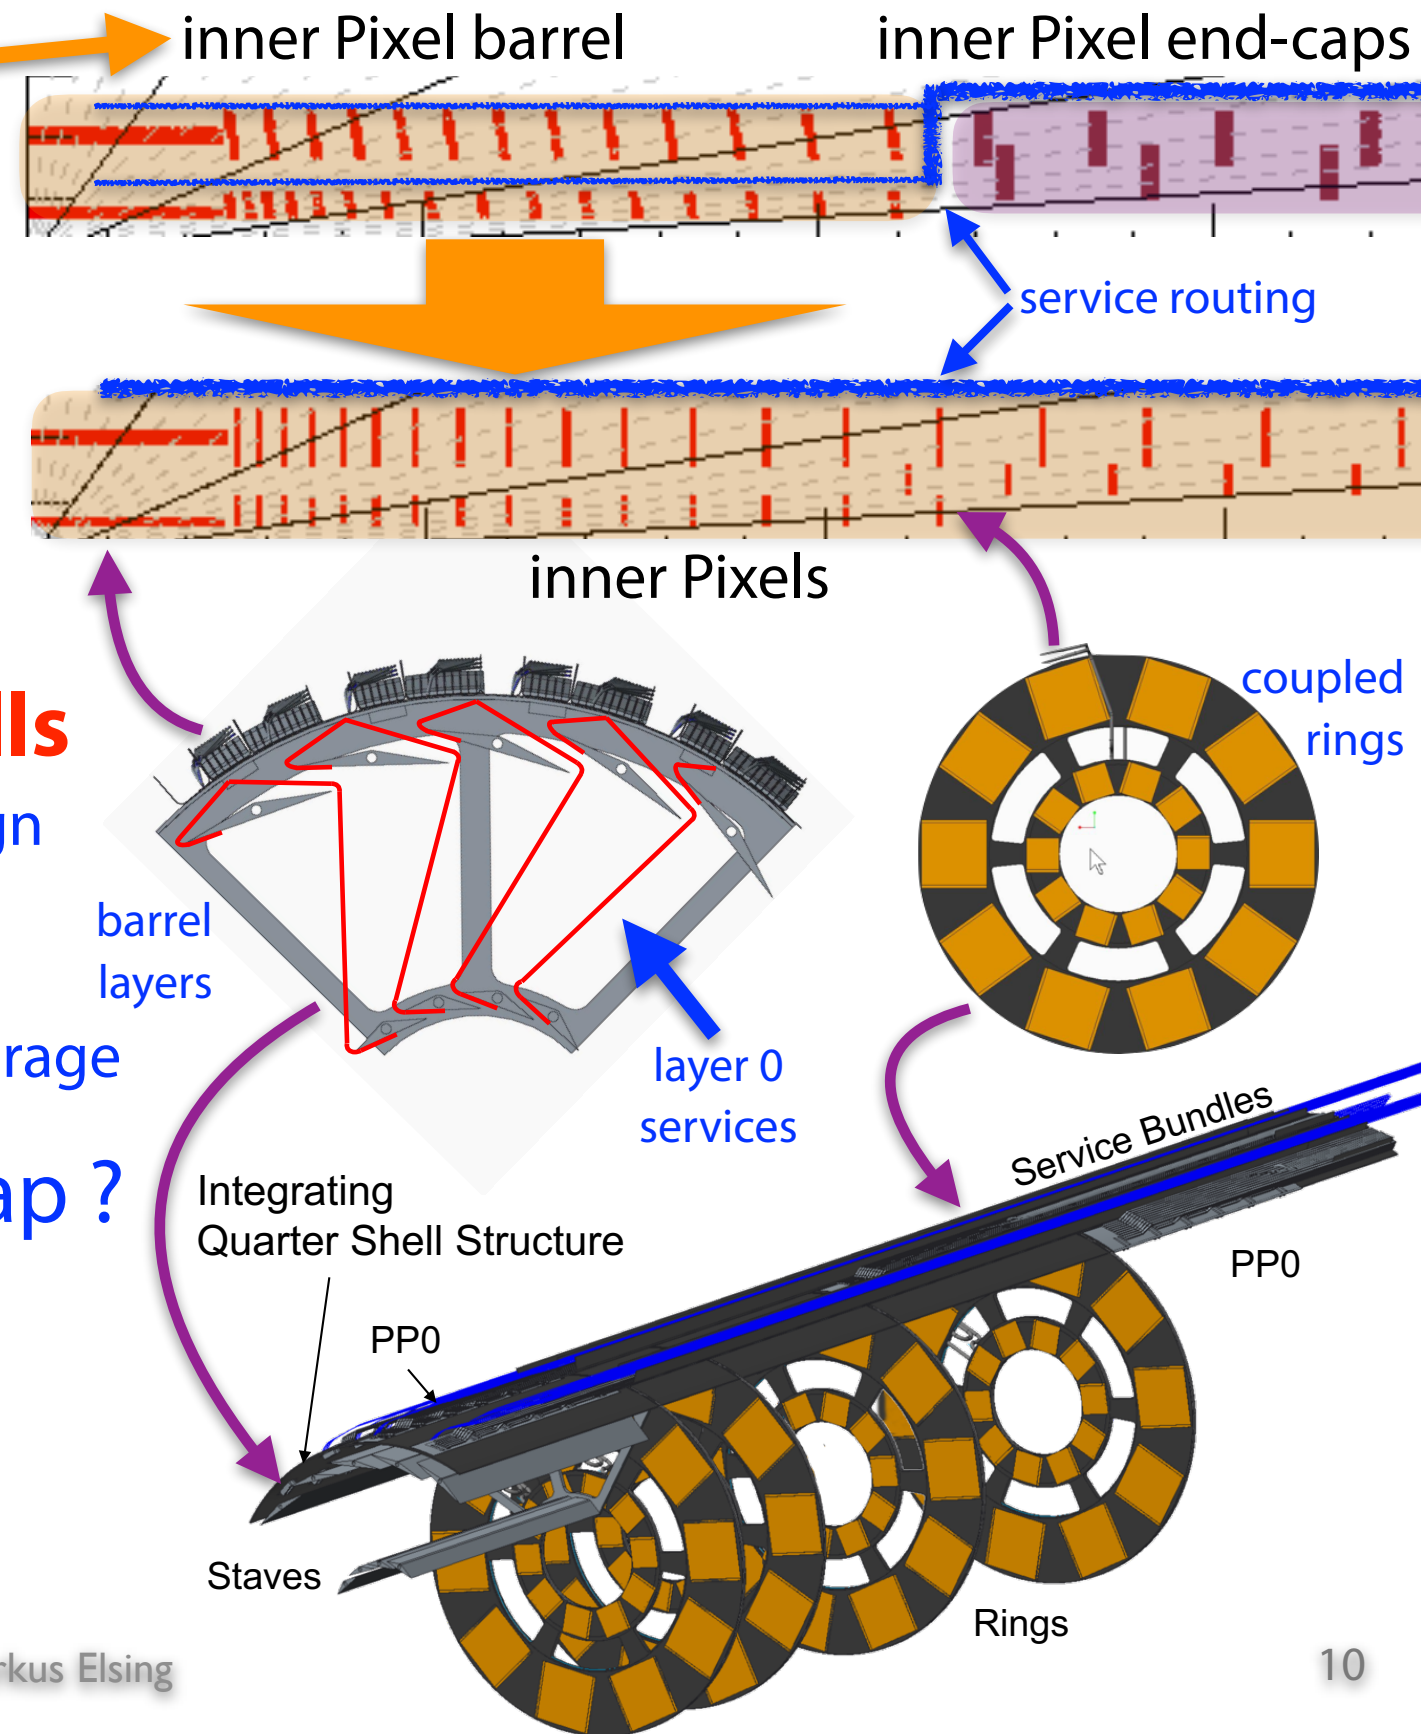 inner Pixel barrel
inner Pixel end-caps
service routing
inner Pixels
coupled
rings
lls
gn
barrel
layers
rage
layer 0
services
ap ?
Service Bundles
Integrating
Quarter Shell Structure
PP0
PP0
Staves
Rings
rkus Elsing
10